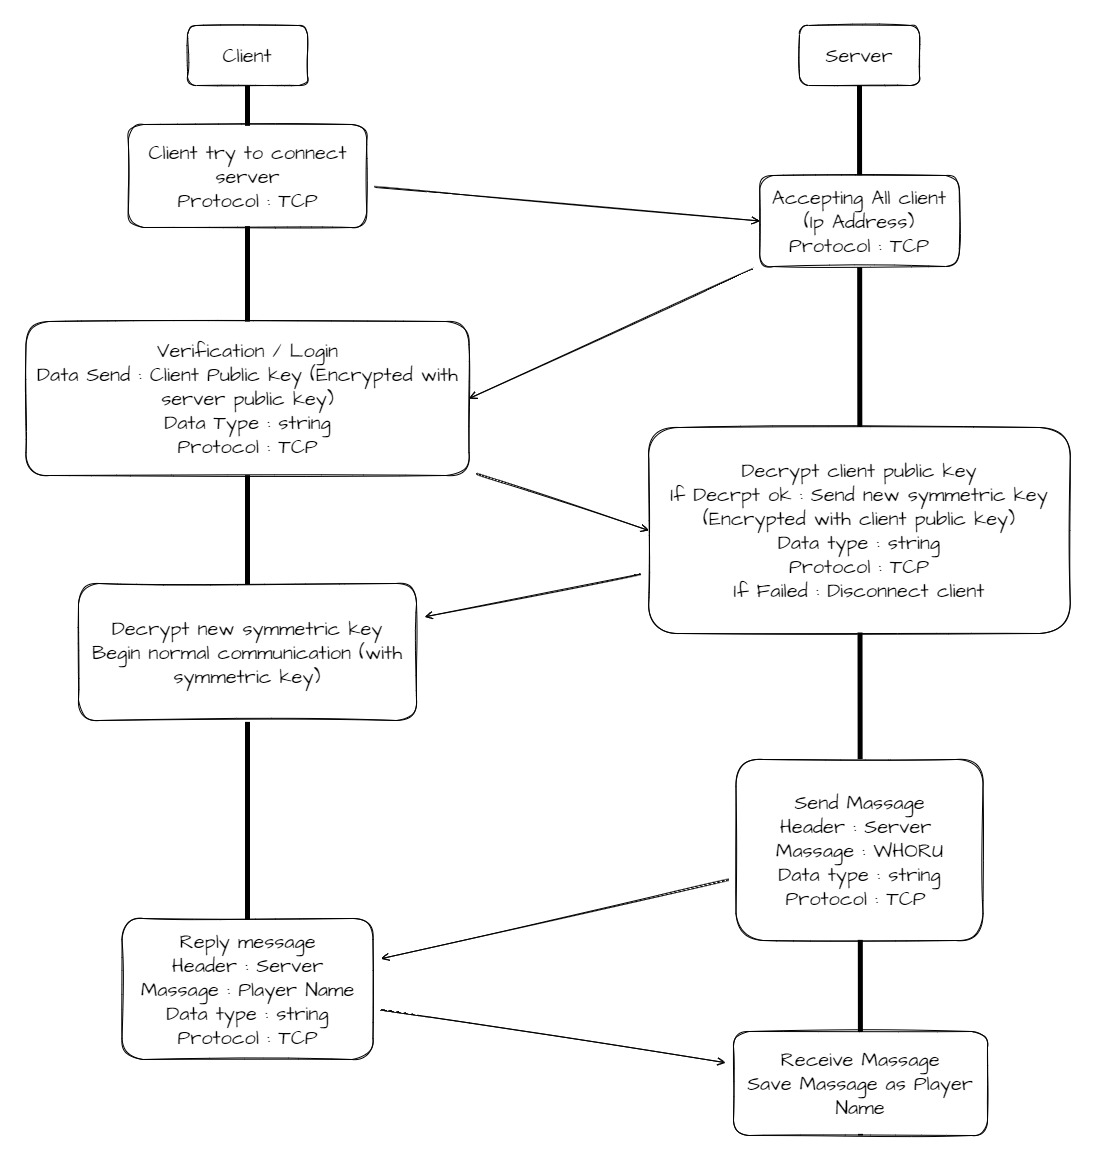 Client
Server
Client try to connect
server
Protocol : TCP
Accepting All client
(Ip Address)
Protocol : TCP
Verification / Login
Data Send : Client Public key (Encrypted with
server public key)
Data Type : string
Protocol : TCP
Decrypt client public key
If Decrpt ok : Send new symmetric key
(Encrypted with client public key)
Data type : string
Protocol : TCP
If Failed : Disconnect client
Decrypt new symmetric key
Begin normal communication (with
symmetric key)
Send Massage
Header : Server
Massage : WHORU
Data type : string
Protocol : TCP
Reply message
Header : Server
Massage : Player Name
Data type : string
Protocol : TCP
Receive Massage
Save Massage as Player
Name